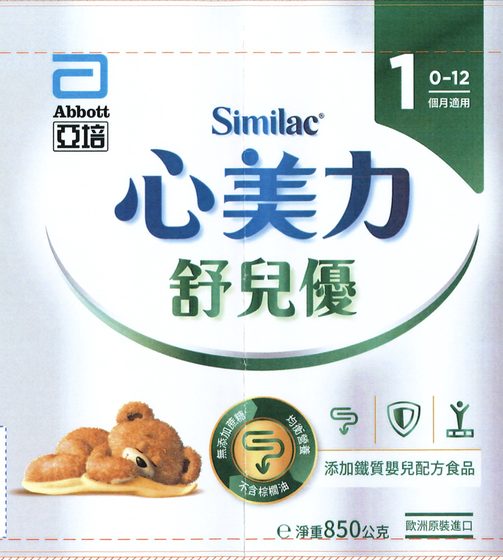 Abbott
亞培
1
0-12
個月適用
Similac®
心美力
舒兒優
無添加蔗糖
均衡營養
不含棕櫚油
添加鐵質嬰兒配方食品
℮ 淨重850公克
歐洲原裝進口